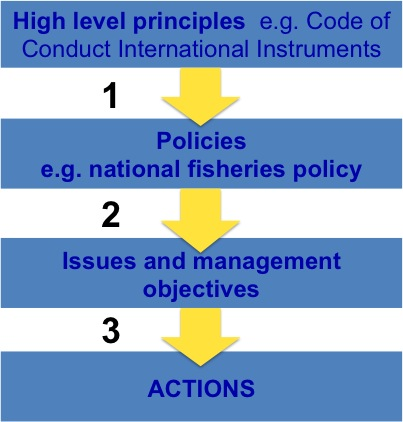 High level principles e.g. Code of
Conduct International Instruments
1
Policies
e.g. national fisheries policy
2
Issues and management
objectives
3
ACTIONS